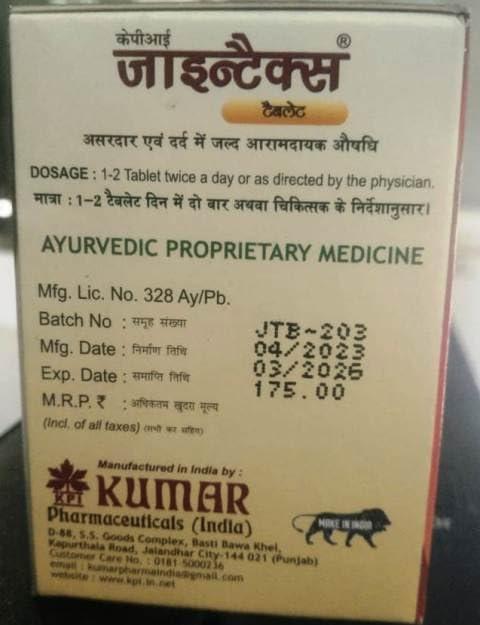 केपीआई
जाइन्टैक्स®
टैबलेट
असरदार एवं दर्द में जल्द आरामदायक औषधि
DOSAGE : 1-2 Tablet twice a day or as directed by the physician.
मात्रा : 1-2 टैबलेट दिन में दो बार अथवा चिकित्सक के निर्देशानुसार।
AYURVEDIC PROPRIETARY MEDICINE
Mfg. Lic. No. 328 Ay/Pb.
Batch No : समूह संख्या JTB-203
Mfg. Date : निर्माण तिथि 04/2023
Exp. Date : समाप्ति तिथि 03/2026
M.R.P. ₹ : अधिकतम खुदरा मूल्य 175.00
(Incl. of all taxes) (सभी कर सहित)
Manufactured in India by :
KPI KUMAR
Pharmaceuticals (India)
MAKE IN INDIA
D-88, S.S. Goods Complex, Basti Bawa Khel,
Kapurthala Road, Jalandhar City-144 021 (Punjab)
Customer Care No. : 0181-5000236
email : kumarpharmaindia@gmail.com
website : www.kpi.in.net